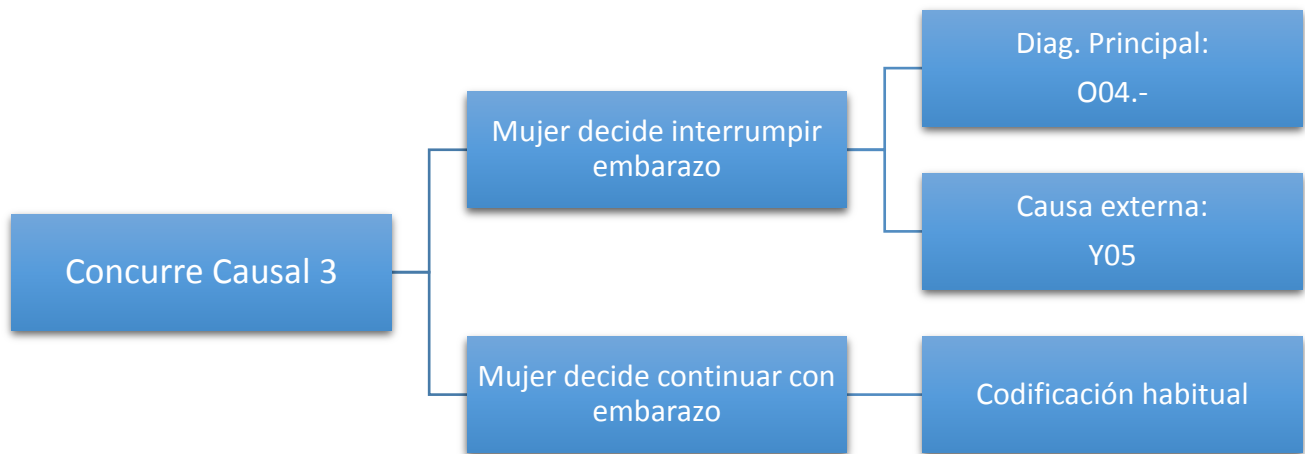 Concurre Causal 3
Mujer decide interrumpir
embarazo
Diag. Principal:
O04.-
Causa externa:
Y05
Mujer decide continuar con
embarazo
Codificación habitual